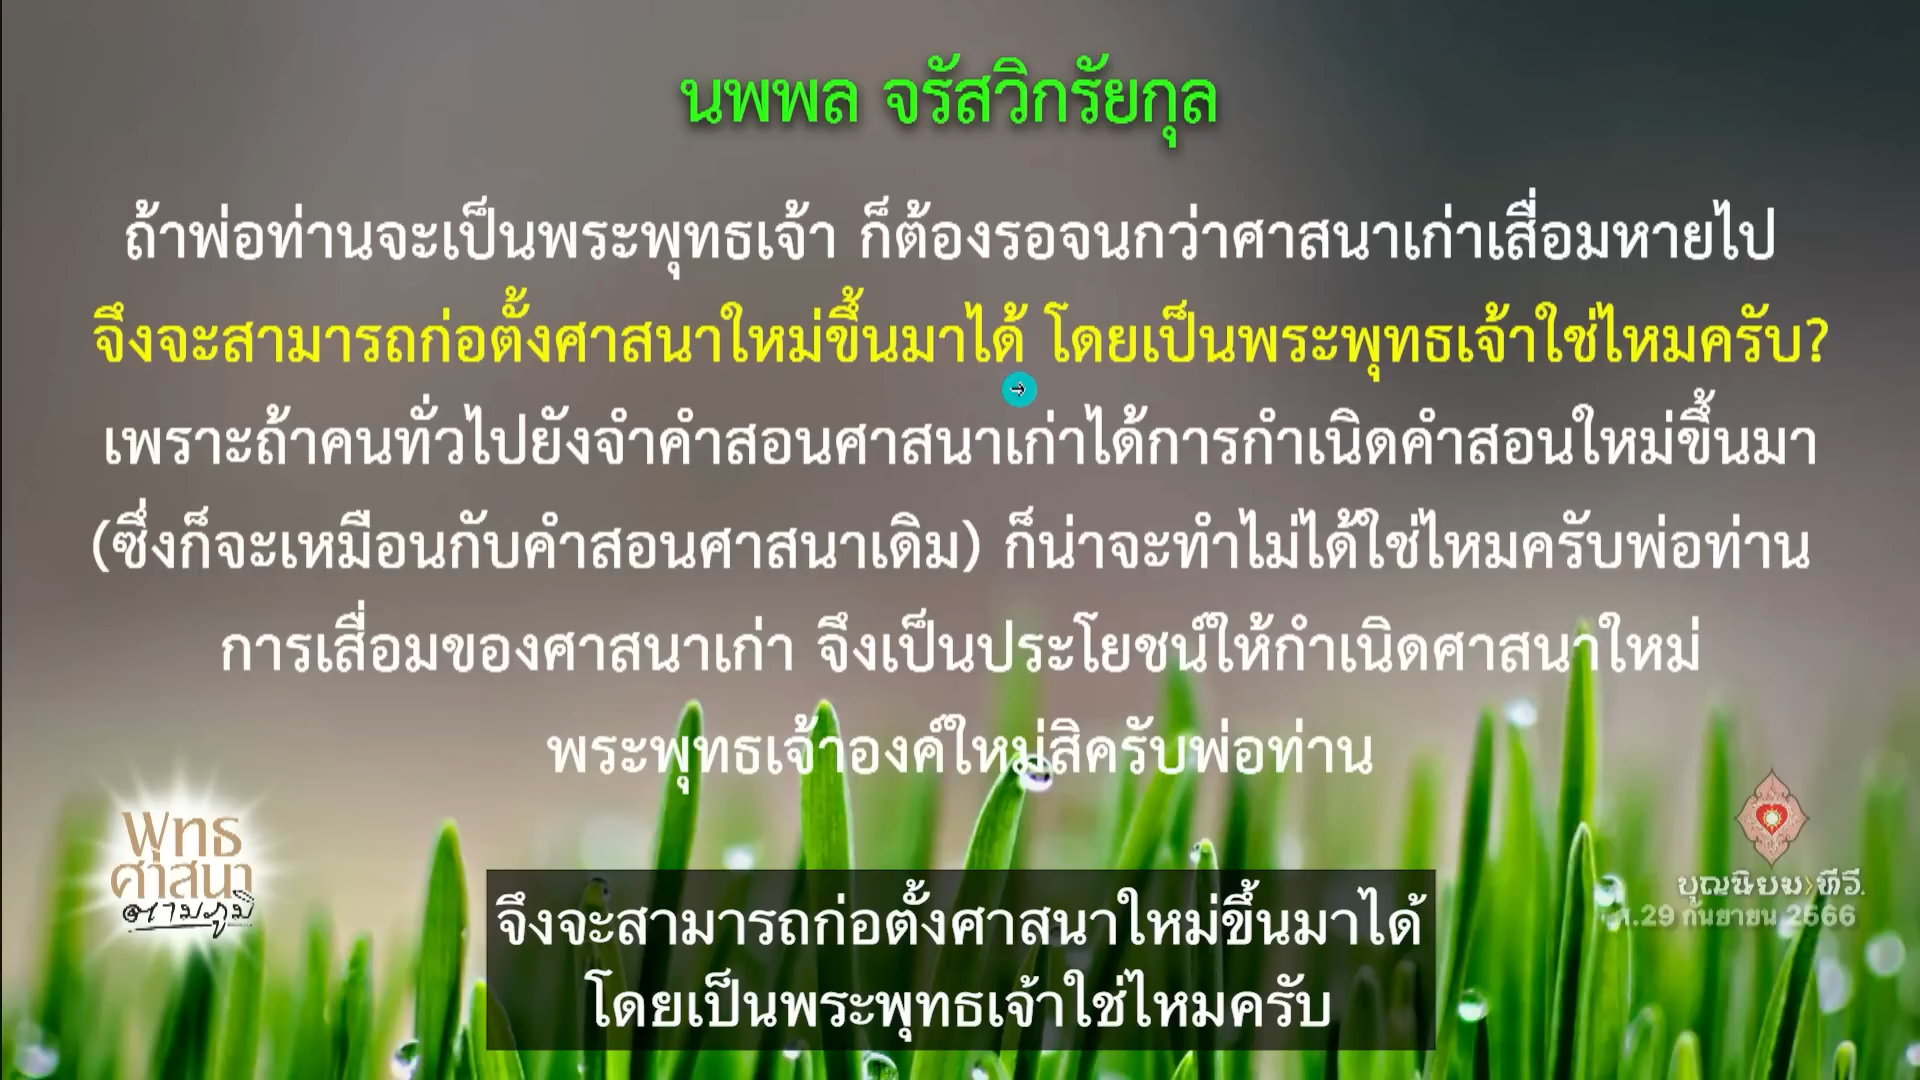 นพพล จรัสวิกรัยกุล
ถ้าพ่อท่านจะเป็นพระพุทธเจ้า ก็ต้องรอจนกว่าศาสนาเก่าเสื่อมหายไป
จึงจะสามารถก่อตั้งศาสนาใหม่ขึ้นมาได้ โดยเป็นพระพุทธเจ้าใช่ไหมครับ?
เพราะถ้าคนทั่วไปยังจำคำสอนศาสนาเก่าได้การกำเนิดคำสอนใหม่ขึ้นมา
(ซึ่งก็จะเหมือนกับคำสอนศาสนาเดิม) ก็น่าจะทำไม่ได้ใช่ไหมครับพ่อท่าน
การเสื่อมของศาสนาเก่า จึงเป็นประโยชน์ให้กำเนิดศาสนาใหม่
พระพุทธเจ้าองค์ใหม่สิครับพ่อท่าน
พุทธ
ศาสนา
ตามภูมิ
บุญนิยม ทีวี.
ศ.29 กันยายน 2566
จึงจะสามารถก่อตั้งศาสนาใหม่ขึ้นมาได้
โดยเป็นพระพุทธเจ้าใช่ไหมครับ